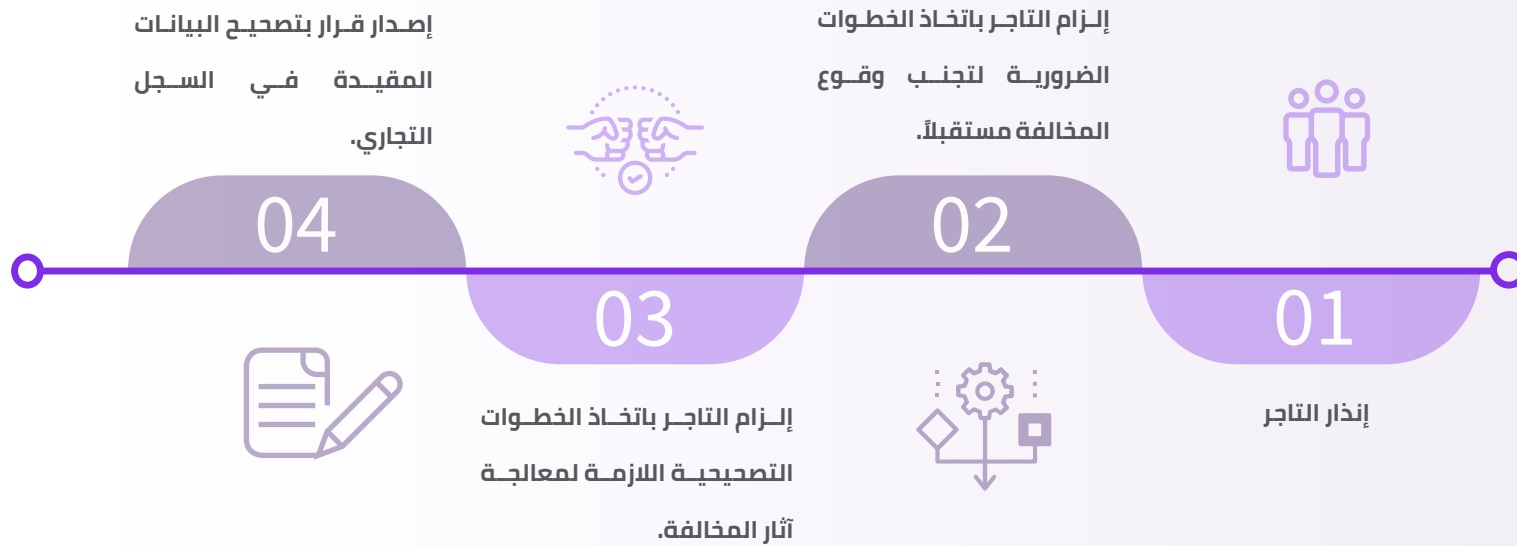 01
إنذار التاجر
02
إلزام التاجر باتخاذ الخطوات
الضرورية لتجنب وقوع
المخالفة مستقبلاً.
03
إلزام التاجر باتخاذ الخطوات
التصحيحية اللازمة لمعالجة
آثار المخالفة.
04
إصدار قرار بتصحيح البيانات
المقيدة في السجل
التجاري.